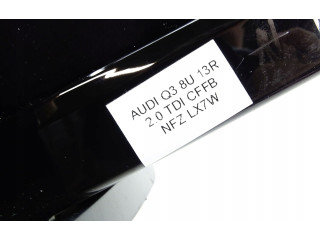 AUDI Q3 8U 13R
2.0 TDI CFFB
NFZ LX7W